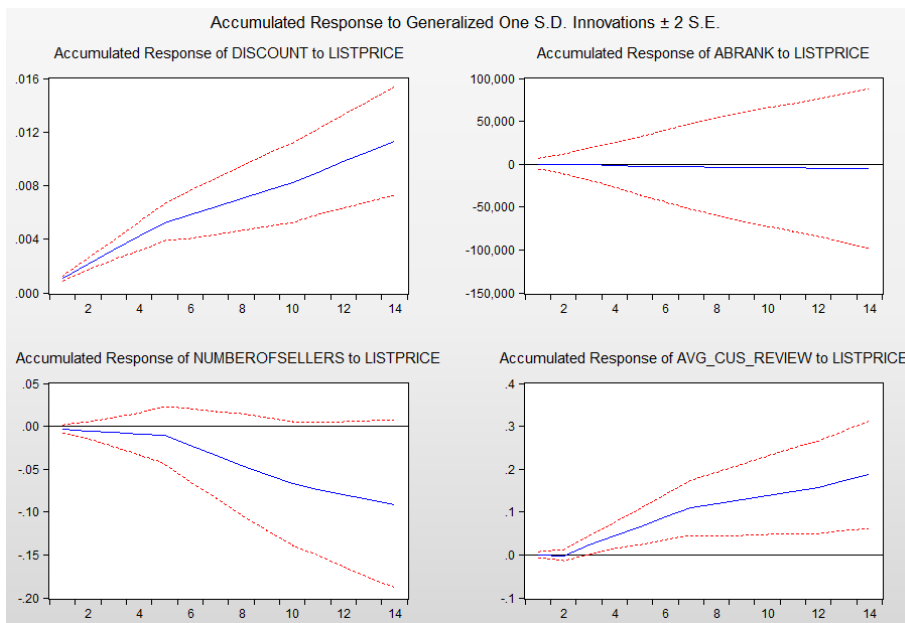 Accumulated Response to Generalized One S.D. Innovations ± 2 S.E.
Accumulated Response of DISCOUNT to LISTPRICE
.016
.012
.008
.004
.000
2 4 6 8 10 12 14
Accumulated Response of ABRANK to LISTPRICE
100,000
50,000
0
-50,000
-100,000
-150,000
2 4 6 8 10 12 14
Accumulated Response of NUMBEROFSELLERS to LISTPRICE
.05
.00
-.05
-.10
-.15
-.20
2 4 6 8 10 12 14
Accumulated Response of AVG_CUS_REVIEW to LISTPRICE
.4
.3
.2
.1
.0
-.1
2 4 6 8 10 12 14